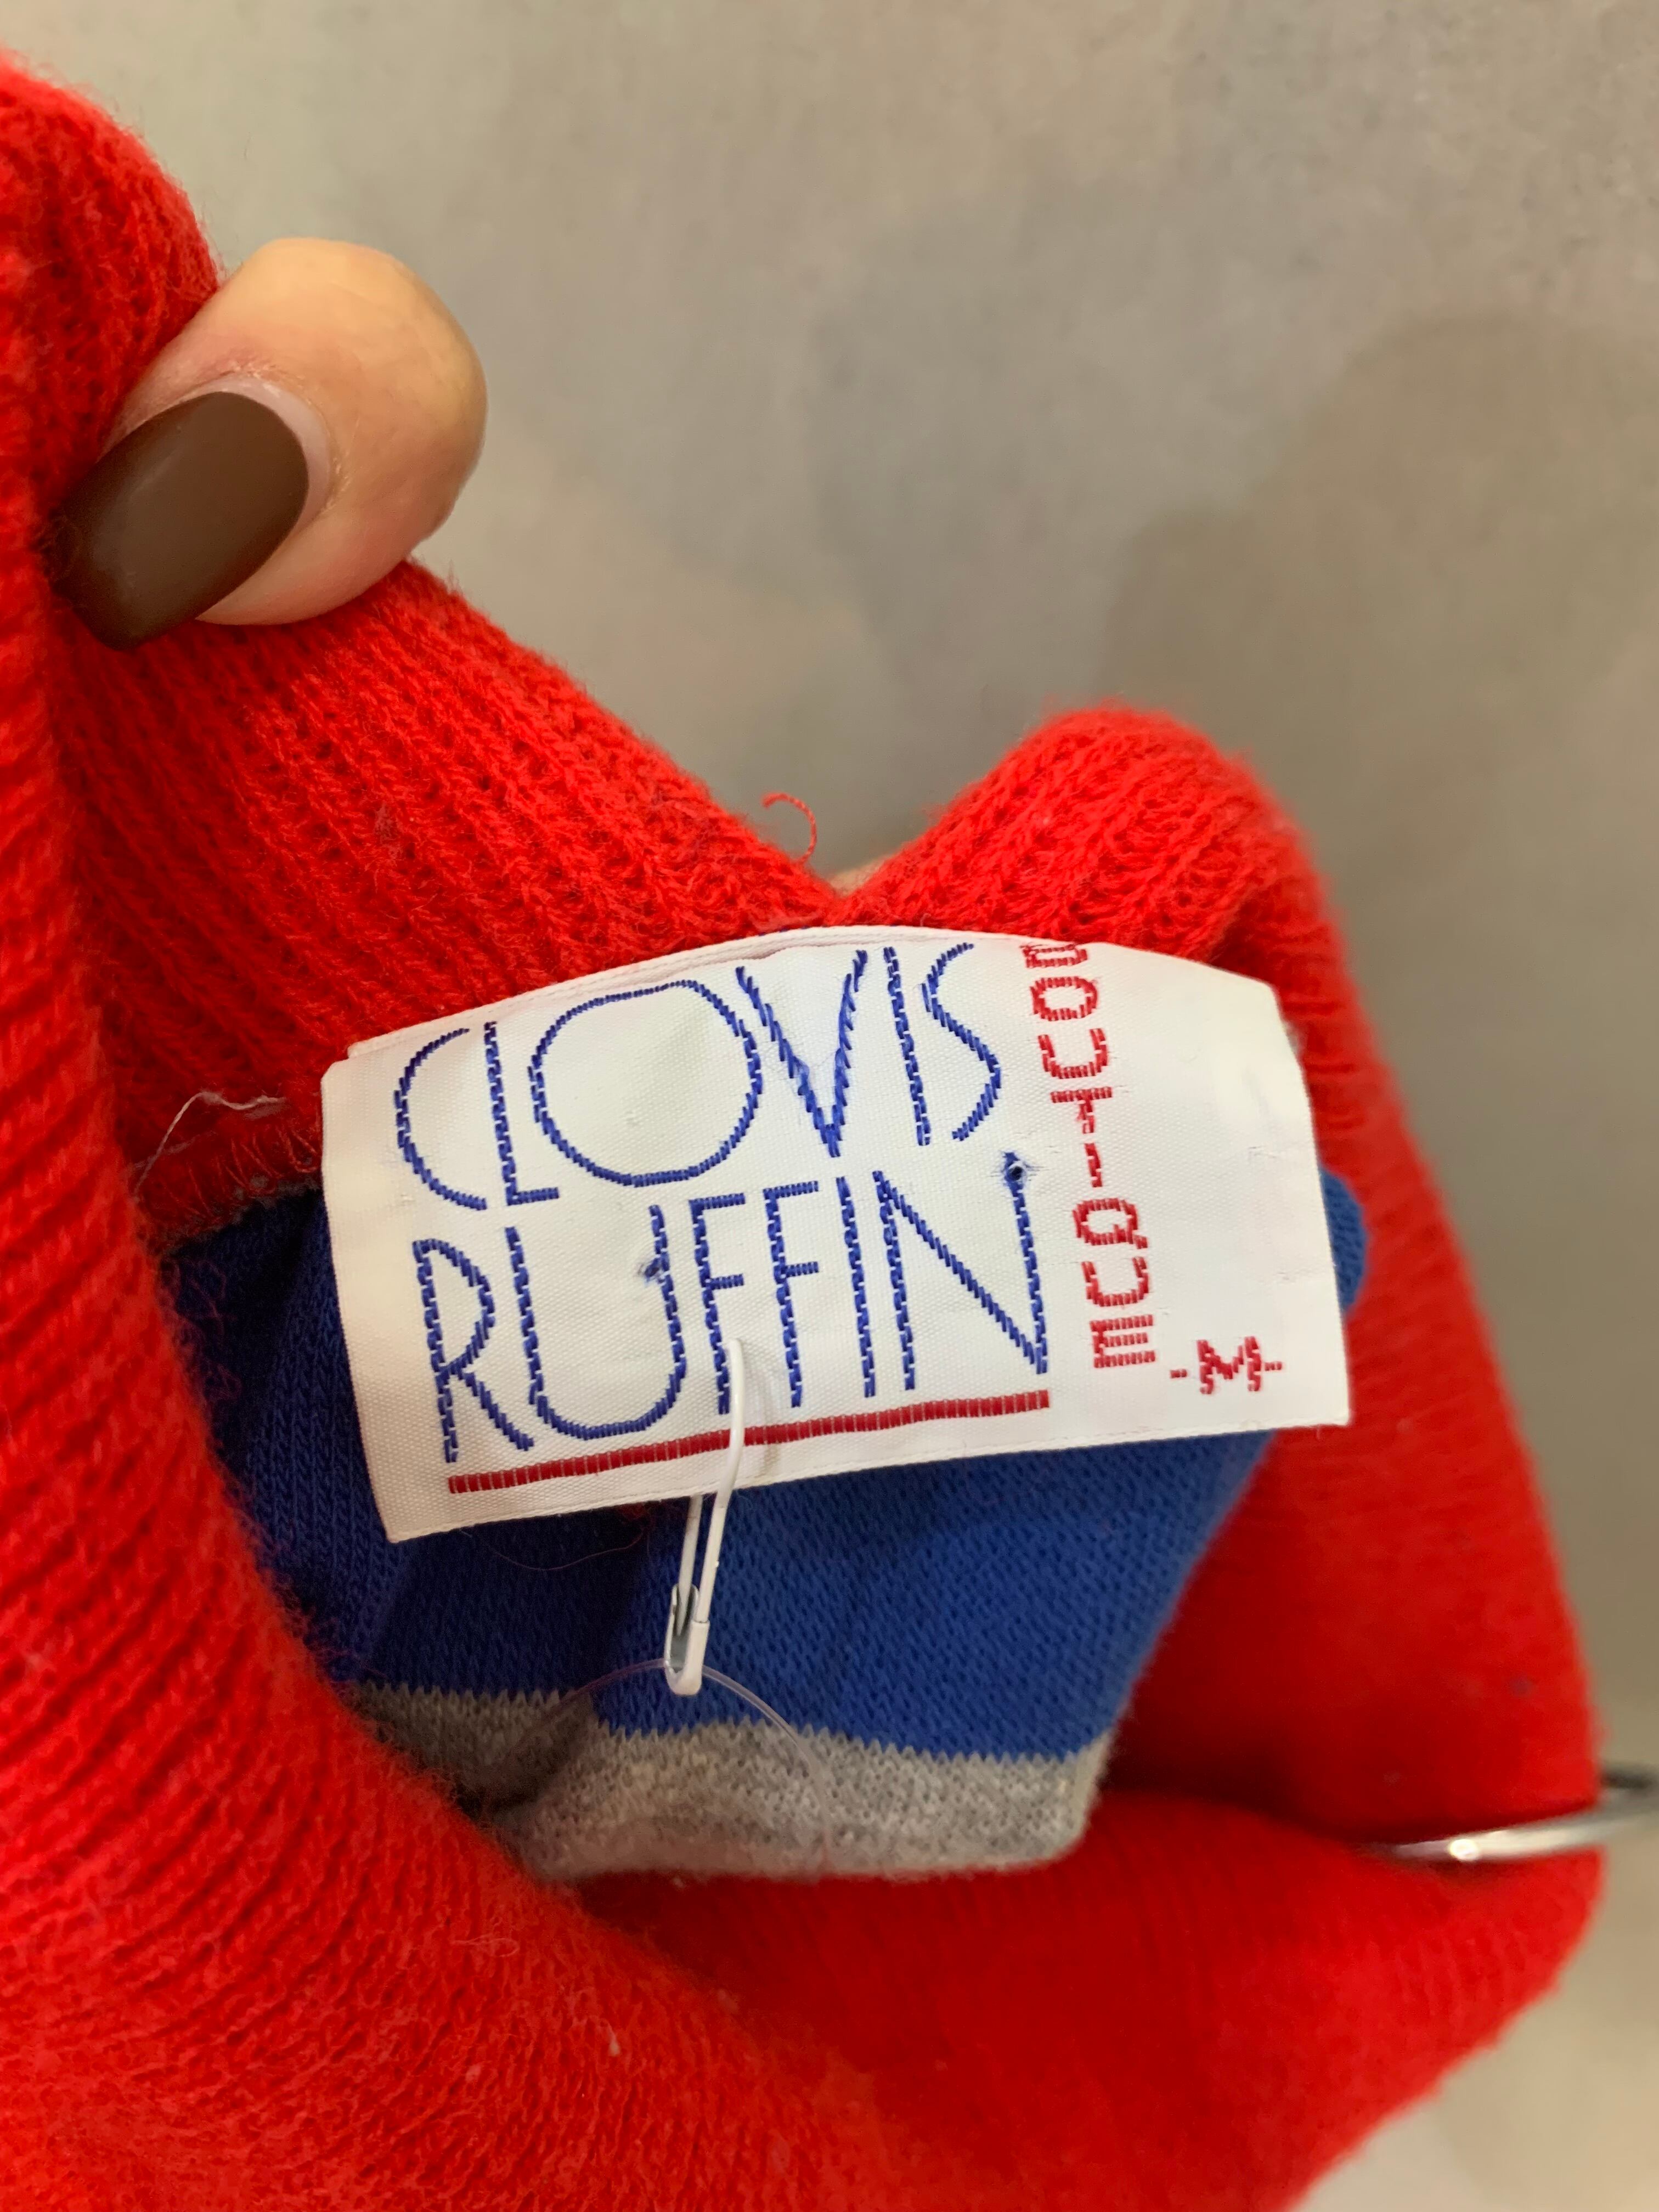 CLOVIS
RUFFIN
BOUTIQUE
-M-